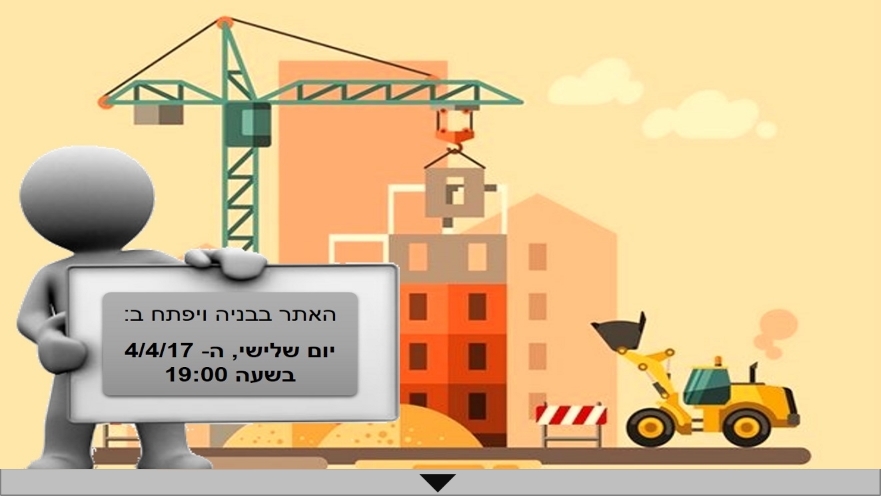 האתר בבניה ויפתח ב:
יום שלישי, ה- 4/4/17
בשעה 19:00